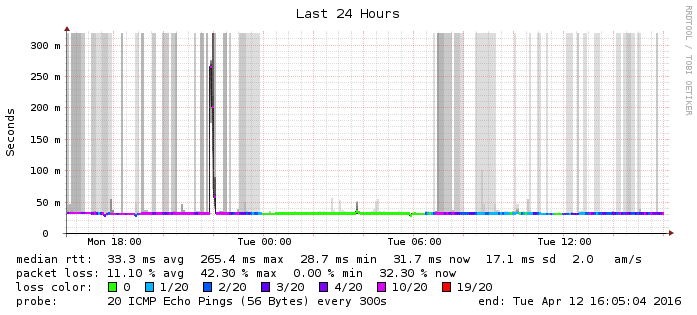 Last 24 Hours
RRDTOOL / TOBI OETIKER
Seconds
300 m
250 m
200 m
150 m
100 m
50 m
0
Mon 18:00 Tue 00:00 Tue 06:00 Tue 12:00
median rtt: 33.3 ms avg 265.4 ms max 28.7 ms min 31.7 ms now 17.1 ms sd 2.0 am/s
packet loss: 11.10 % avg 42.30 % max 0.00 % min 32.30 % now
loss color: 0 1/20 2/20 3/20 4/20 10/20 19/20
probe: 20 ICMP Echo Pings (56 Bytes) every 300s end: Tue Apr 12 16:05:04 2016